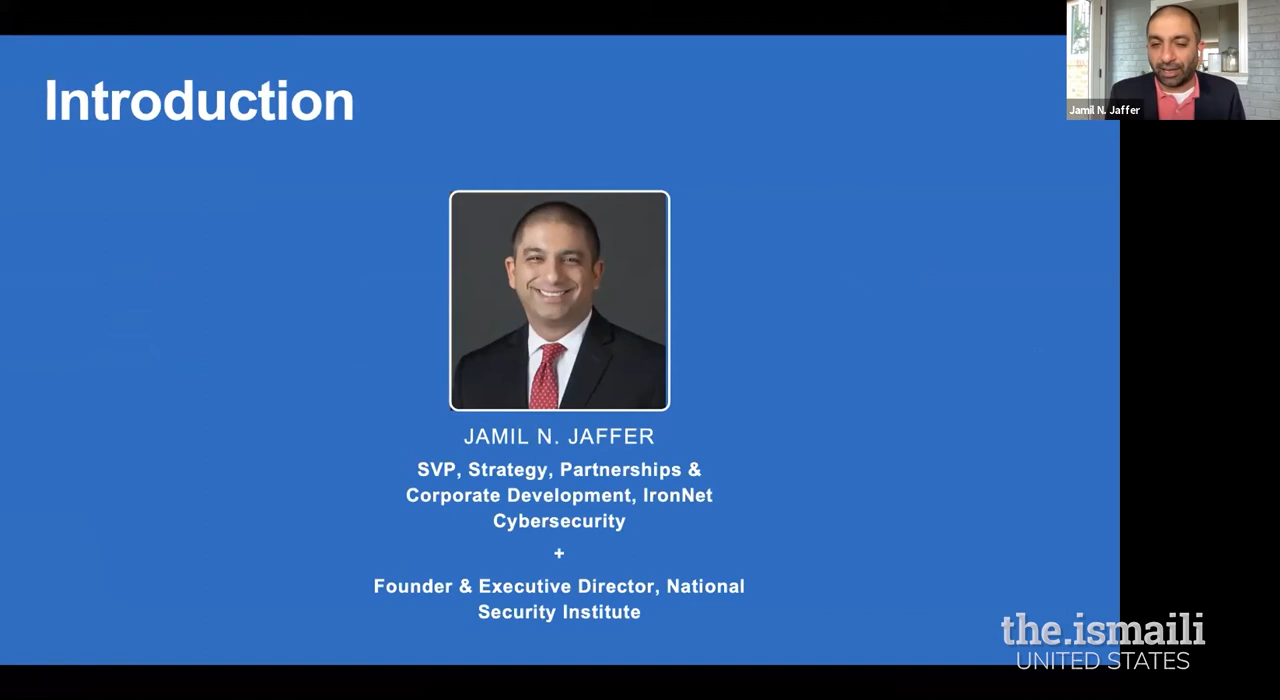 Introduction
Jamil N. Jaffer
JAMIL N. JAFFER
SVP, Strategy, Partnerships &
Corporate Development, IronNet
Cybersecurity
+
Founder & Executive Director, National
Security Institute
the.ismaili
UNITED STATES